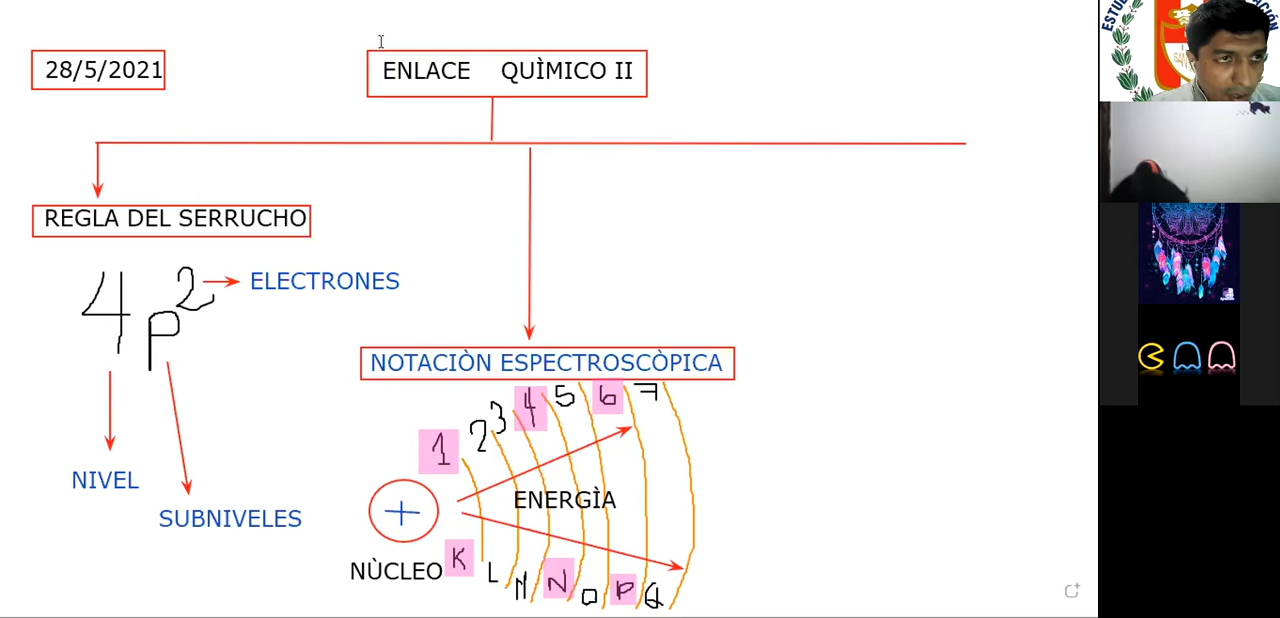 28/5/2021
ENLACE QUÌMICO II
REGLA DEL SERRUCHO
4p2
ELECTRONES
NIVEL
SUBNIVELES
NOTACIÒN ESPECTROSCÒPICA
1 2 3 4 5 6 7
ENERGÌA
+
NÙCLEO
K L M N O P Q